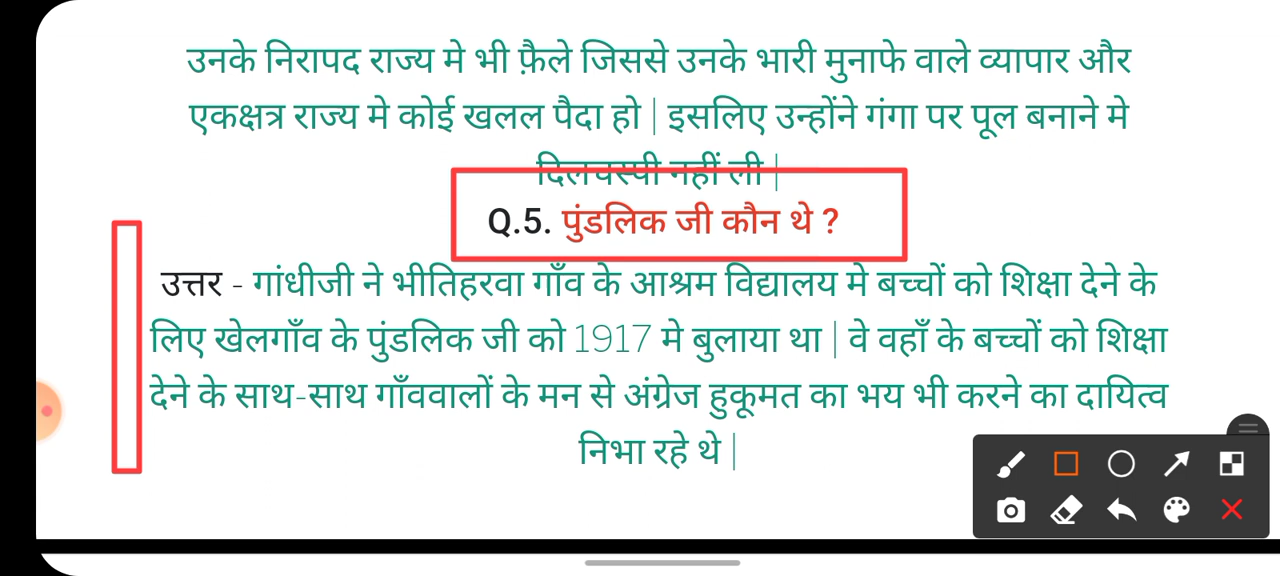 उनके निरापद राज्य मे भी फ़ैले जिससे उनके भारी मुनाफे वाले व्यापार और
एकक्षत्र राज्य मे कोई खलल पैदा हो | इसलिए उन्होंने गंगा पर पूल बनाने मे
दिलचस्पी नहीं ली |
Q.5. पुंडलिक जी कौन थे ?
उत्तर - गांधीजी ने भीतिहरवा गाँव के आश्रम विद्यालय मे बच्चों को शिक्षा देने के
लिए खेलगाँव के पुंडलिक जी को 1917 मे बुलाया था | वे वहाँ के बच्चों को शिक्षा
देने के साथ-साथ गाँववालों के मन से अंग्रेज हुकूमत का भय भी करने का दायित्व
निभा रहे थे |